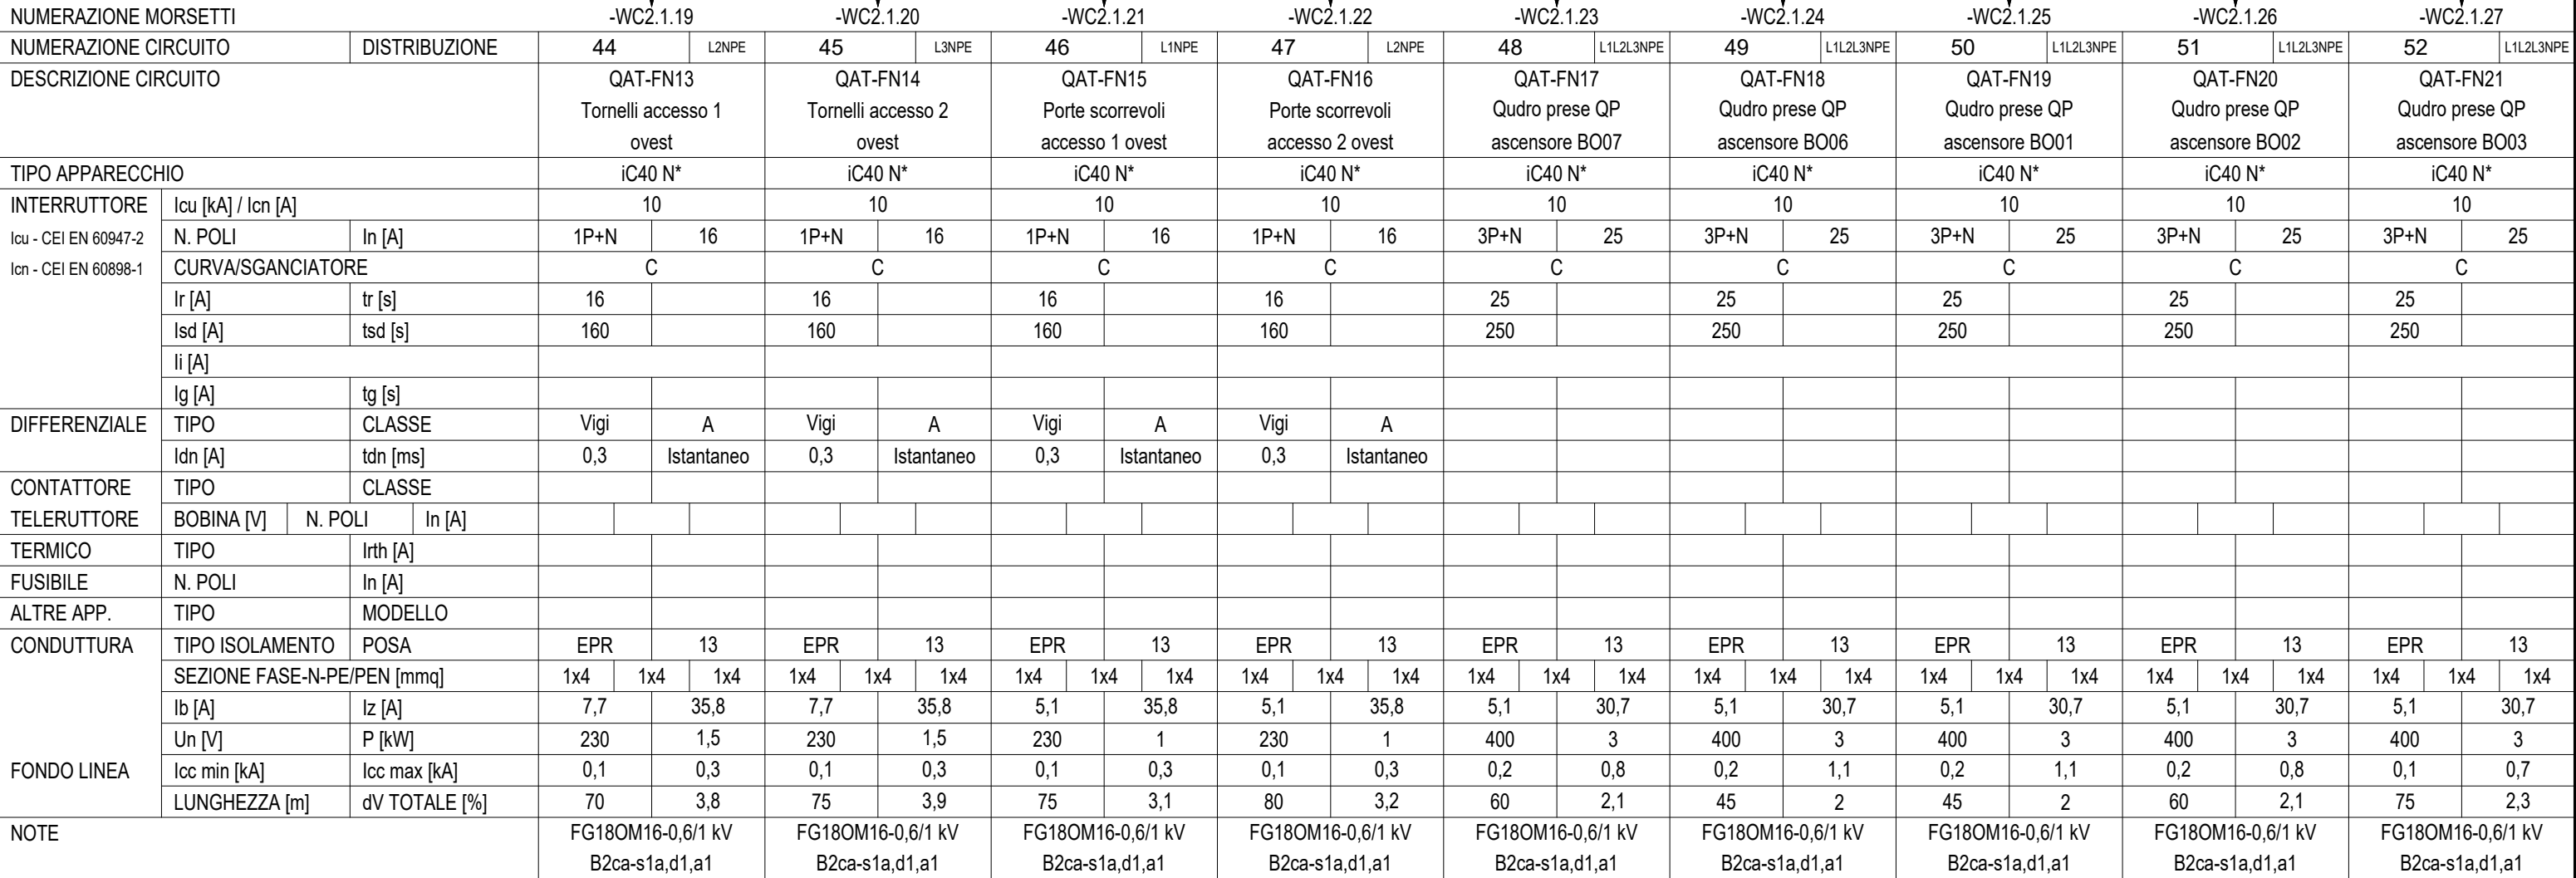 NUMERAZIONE MORSETTI -WC2.1.19 -WC2.1.20 -WC2.1.21 -WC2.1.22 -WC2.1.23 -WC2.1.24 -WC2.1.25 -WC2.1.26 -WC2.1.27
NUMERAZIONE CIRCUITO DISTRIBUZIONE 44 L2NPE 45 L3NPE 46 L1NPE 47 L2NPE 48 L1L2L3NPE 49 L1L2L3NPE 50 L1L2L3NPE 51 L1L2L3NPE 52 L1L2L3NPE
DESCRIZIONE CIRCUITO QAT-FN13 QAT-FN14 QAT-FN15 QAT-FN16 QAT-FN17 QAT-FN18 QAT-FN19 QAT-FN20 QAT-FN21
Tornelli accesso 1 Tornelli accesso 2 Porte scorrevoli Porte scorrevoli Qudro prese QP Qudro prese QP Qudro prese QP Qudro prese QP Qudro prese QP
ovest ovest accesso 1 ovest accesso 2 ovest ascensore BO07 ascensore BO06 ascensore BO01 ascensore BO02 ascensore BO03
TIPO APPARECCHIO iC40 N* iC40 N* iC40 N* iC40 N* iC40 N* iC40 N* iC40 N* iC40 N* iC40 N*
INTERRUTTORE Icu [kA] / Icn [A] 10 10 10 10 10 10 10 10 10
Icu - CEI EN 60947-2 N. POLI In [A] 1P+N 16 1P+N 16 1P+N 16 1P+N 16 3P+N 25 3P+N 25 3P+N 25 3P+N 25 3P+N 25
Icn - CEI EN 60898-1 CURVA/SGANCIATORE C C C C C C C C C
Ir [A] tr [s] 16 16 16 16 25 25 25 25 25
Isd [A] tsd [s] 160 160 160 160 250 250 250 250 250
Ii [A]
Ig [A] tg [s]
DIFFERENZIALE TIPO CLASSE Vigi A Vigi A Vigi A Vigi A
Idn [A] tdn [ms] 0,3 Istantaneo 0,3 Istantaneo 0,3 Istantaneo 0,3 Istantaneo
CONTATTORE TIPO CLASSE
TELERUTTORE BOBINA [V] N. POLI In [A]
TERMICO TIPO Irth [A]
FUSIBILE N. POLI In [A]
ALTRE APP. TIPO MODELLO
CONDUTTURA TIPO ISOLAMENTO POSA EPR 13 EPR 13 EPR 13 EPR 13 EPR 13 EPR 13 EPR 13 EPR 13 EPR 13
SEZIONE FASE-N-PE/PEN [mmq] 1x4 1x4 1x4 1x4 1x4 1x4 1x4 1x4 1x4 1x4 1x4 1x4 1x4 1x4 1x4 1x4 1x4 1x4 1x4 1x4 1x4 1x4 1x4 1x4 1x4 1x4 1x4
Ib [A] Iz [A] 7,7 35,8 7,7 35,8 5,1 35,8 5,1 35,8 5,1 30,7 5,1 30,7 5,1 30,7 5,1 30,7 5,1 30,7
Un [V] P [kW] 230 1,5 230 1,5 230 1 230 1 400 3 400 3 400 3 400 3 400 3
FONDO LINEA Icc min [kA] Icc max [kA] 0,1 0,3 0,1 0,3 0,1 0,3 0,1 0,3 0,2 0,8 0,2 1,1 0,2 1,1 0,2 0,8 0,1 0,7
LUNGHEZZA [m] dV TOTALE [%] 70 3,8 75 3,9 75 3,1 80 3,2 60 2,1 45 2 45 2 60 2,1 75 2,3
NOTE FG18OM16-0,6/1 kV FG18OM16-0,6/1 kV FG18OM16-0,6/1 kV FG18OM16-0,6/1 kV FG18OM16-0,6/1 kV FG18OM16-0,6/1 kV FG18OM16-0,6/1 kV FG18OM16-0,6/1 kV FG18OM16-0,6/1 kV
B2ca-s1a,d1,a1 B2ca-s1a,d1,a1 B2ca-s1a,d1,a1 B2ca-s1a,d1,a1 B2ca-s1a,d1,a1 B2ca-s1a,d1,a1 B2ca-s1a,d1,a1 B2ca-s1a,d1,a1 B2ca-s1a,d1,a1